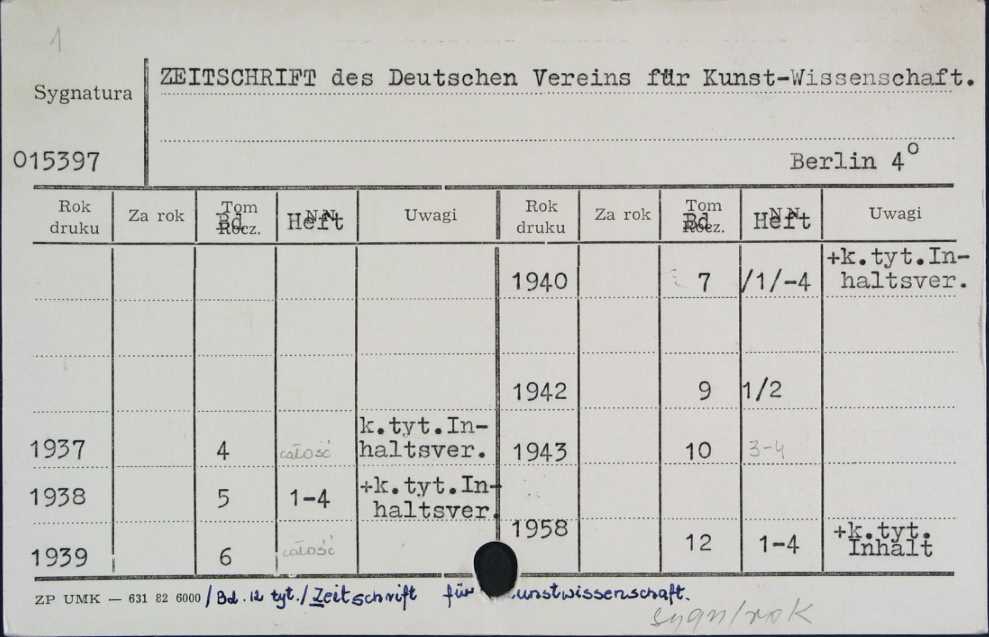 1
ZEITSCHRIFT des Deutschen Vereins für Kunst-Wissenschaft.
Sygnatura
015397
Berlin 4°
Rok druku Za rok Tom Bd Rocz. Heft Uwagi Rok druku Za rok Tom Bd Rocz. Heft Uwagi
1940 7 /1/-4 +k.tyt.In-
haltsver.
1942 9 1/2
k.tyt.In-
1937 4 całość haltsver. 1943 10 3-4
1938 5 1-4 +k.tyt.In-
haltsver.
1958 12 1-4 +k.tyt.
Inhalt
1939 6 całość
ZP UMK — 631 82 6000 /Bd. 12 tyt./ Zeitschrift für unstwissenschaft.
sygn/rok